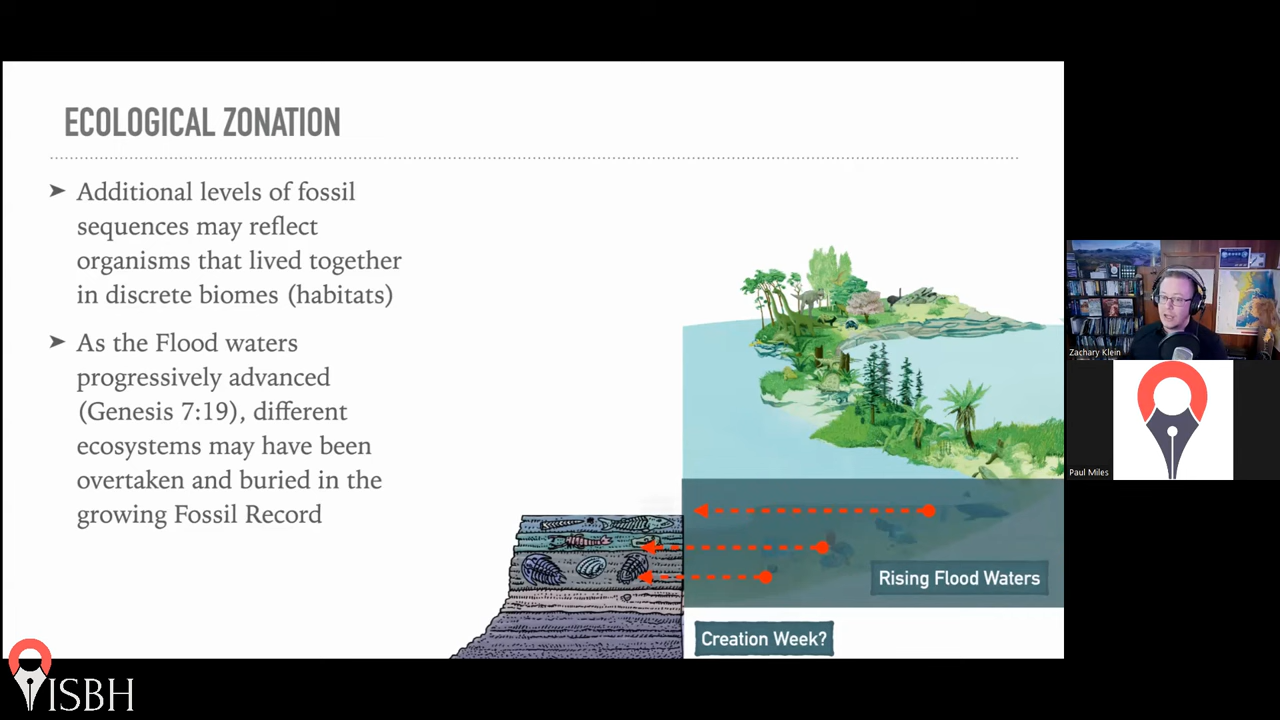 ECOLOGICAL ZONATION
➤ Additional levels of fossil
sequences may reflect
organisms that lived together
in discrete biomes (habitats)
➤ As the Flood waters
progressively advanced
(Genesis 7:19), different
ecosystems may have been
overtaken and buried in the
growing Fossil Record
Rising Flood Waters
Creation Week?
Zachary Klein
Paul Miles
ISBH